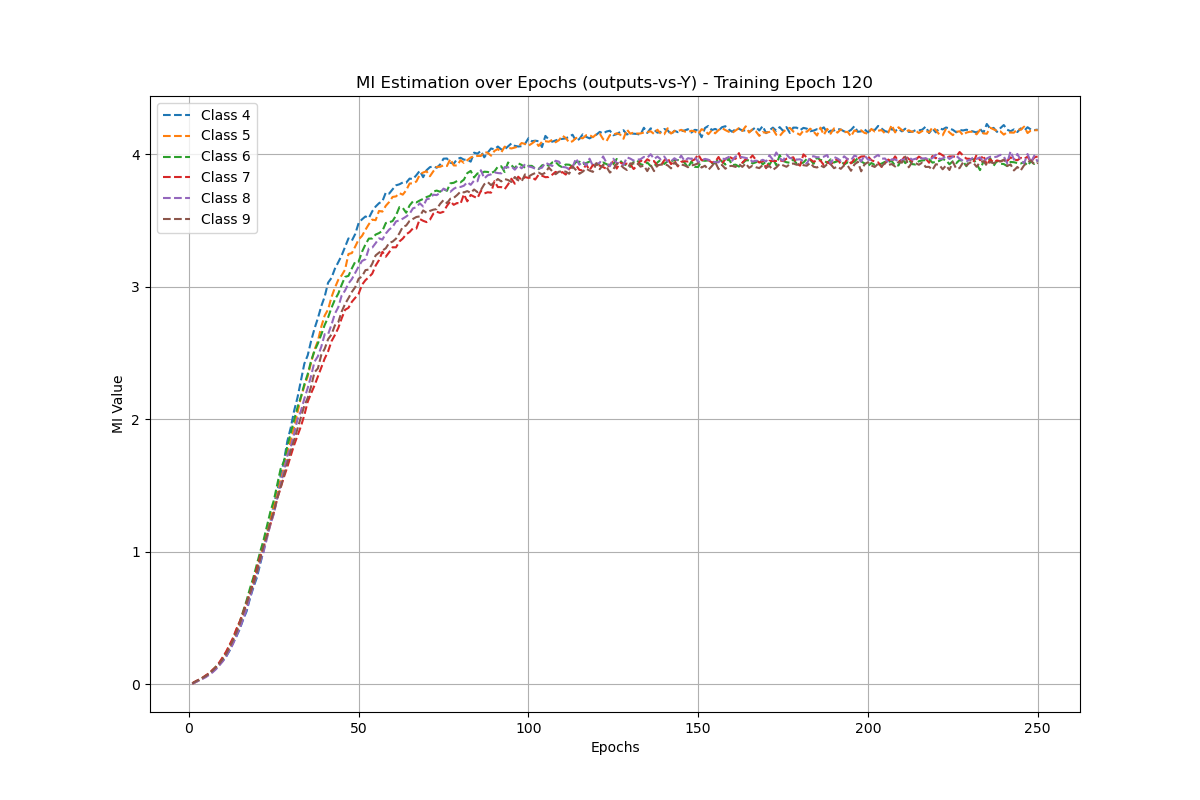 MI Estimation over Epochs (outputs-vs-Y) - Training Epoch 120
Class 4
Class 5
Class 6
Class 7
Class 8
Class 9
MI Value
4
3
2
1
0
0 50 100 150 200 250
Epochs